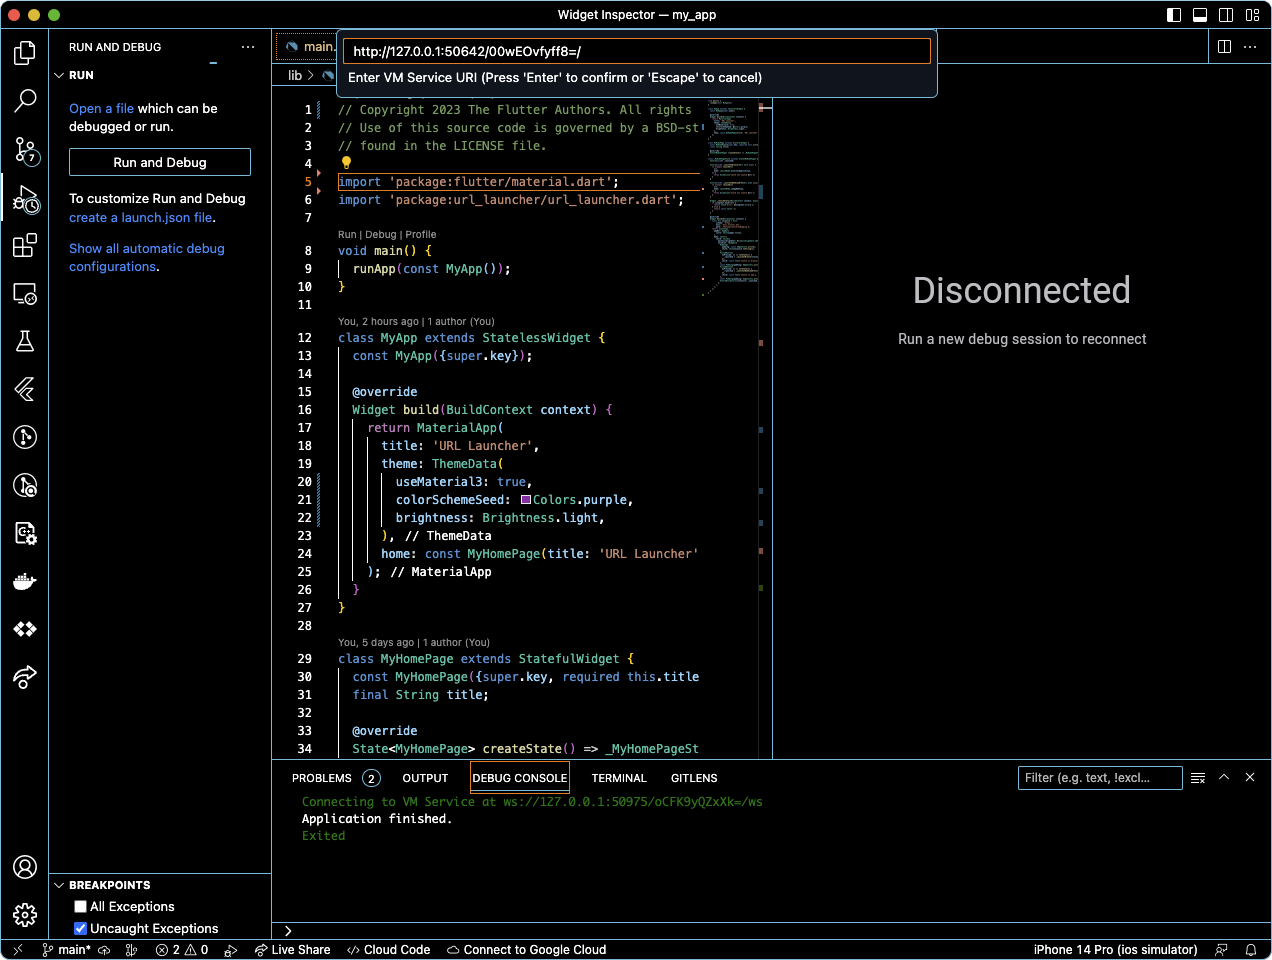 Widget Inspector — my_app
RUN AND DEBUG
RUN
Open a file which can be
debugged or run.
Run and Debug
To customize Run and Debug
create a launch.json file.
Show all automatic debug
configurations.
7
BREAKPOINTS
All Exceptions
Uncaught Exceptions
main.
lib
http://127.0.0.1:50642/00wEOvfyff8=/
Enter VM Service URI (Press 'Enter' to confirm or 'Escape' to cancel)
1 // Copyright 2023 The Flutter Authors. All rights
2 // Use of this source code is governed by a BSD-st
3 // found in the LICENSE file.
4
5 import 'package:flutter/material.dart';
6 import 'package:url_launcher/url_launcher.dart';
7
Run | Debug | Profile
8 void main() {
9 runApp(const MyApp());
10 }
11
You, 2 hours ago | 1 author (You)
12 class MyApp extends StatelessWidget {
13 const MyApp({super.key});
14
15 @override
16 Widget build(BuildContext context) {
17 return MaterialApp(
18 title: 'URL Launcher',
19 theme: ThemeData(
20 useMaterial3: true,
21 colorSchemeSeed: Colors.purple,
22 brightness: Brightness.light,
23 ), // ThemeData
24 home: const MyHomePage(title: 'URL Launcher'
25 ); // MaterialApp
26 }
27 }
28
You, 5 days ago | 1 author (You)
29 class MyHomePage extends StatefulWidget {
30 const MyHomePage({super.key, required this.title
31 final String title;
32
33 @override
34 State<MyHomePage> createState() => _MyHomePageSt
Disconnected
Run a new debug session to reconnect
PROBLEMS 2 OUTPUT DEBUG CONSOLE TERMINAL GITLENS Filter (e.g. text, !excl...
Connecting to VM Service at ws://127.0.0.1:50975/oCFK9yQZxXk=/ws
Application finished.
Exited
main* 2 0 Live Share Cloud Code Connect to Google Cloud iPhone 14 Pro (ios simulator)